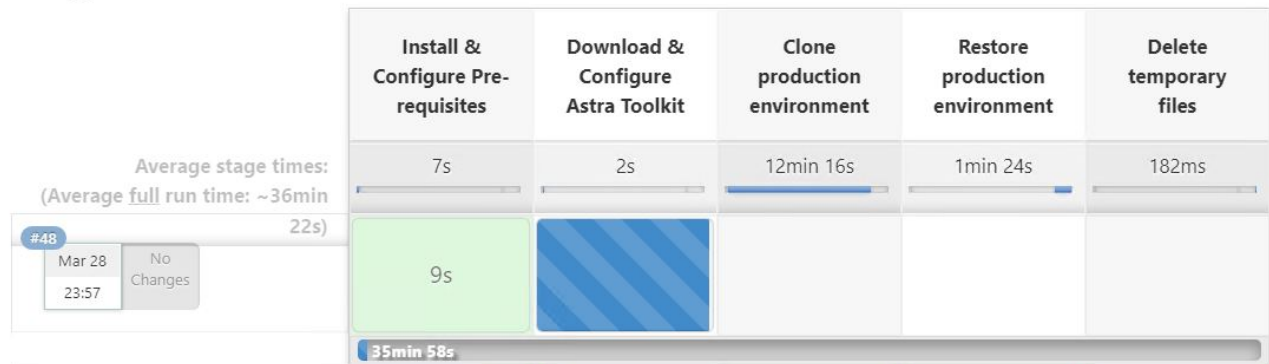 Install &
Configure Pre-
requisites
Download &
Configure
Astra Toolkit
Clone
production
environment
Restore
production
environment
Delete
temporary
files
Average stage times:
(Average full run time: ~36min
22s)
7s
2s
12min 16s
1min 24s
182ms
#48
Mar 28
23:57
No
Changes
9s
35min 58s